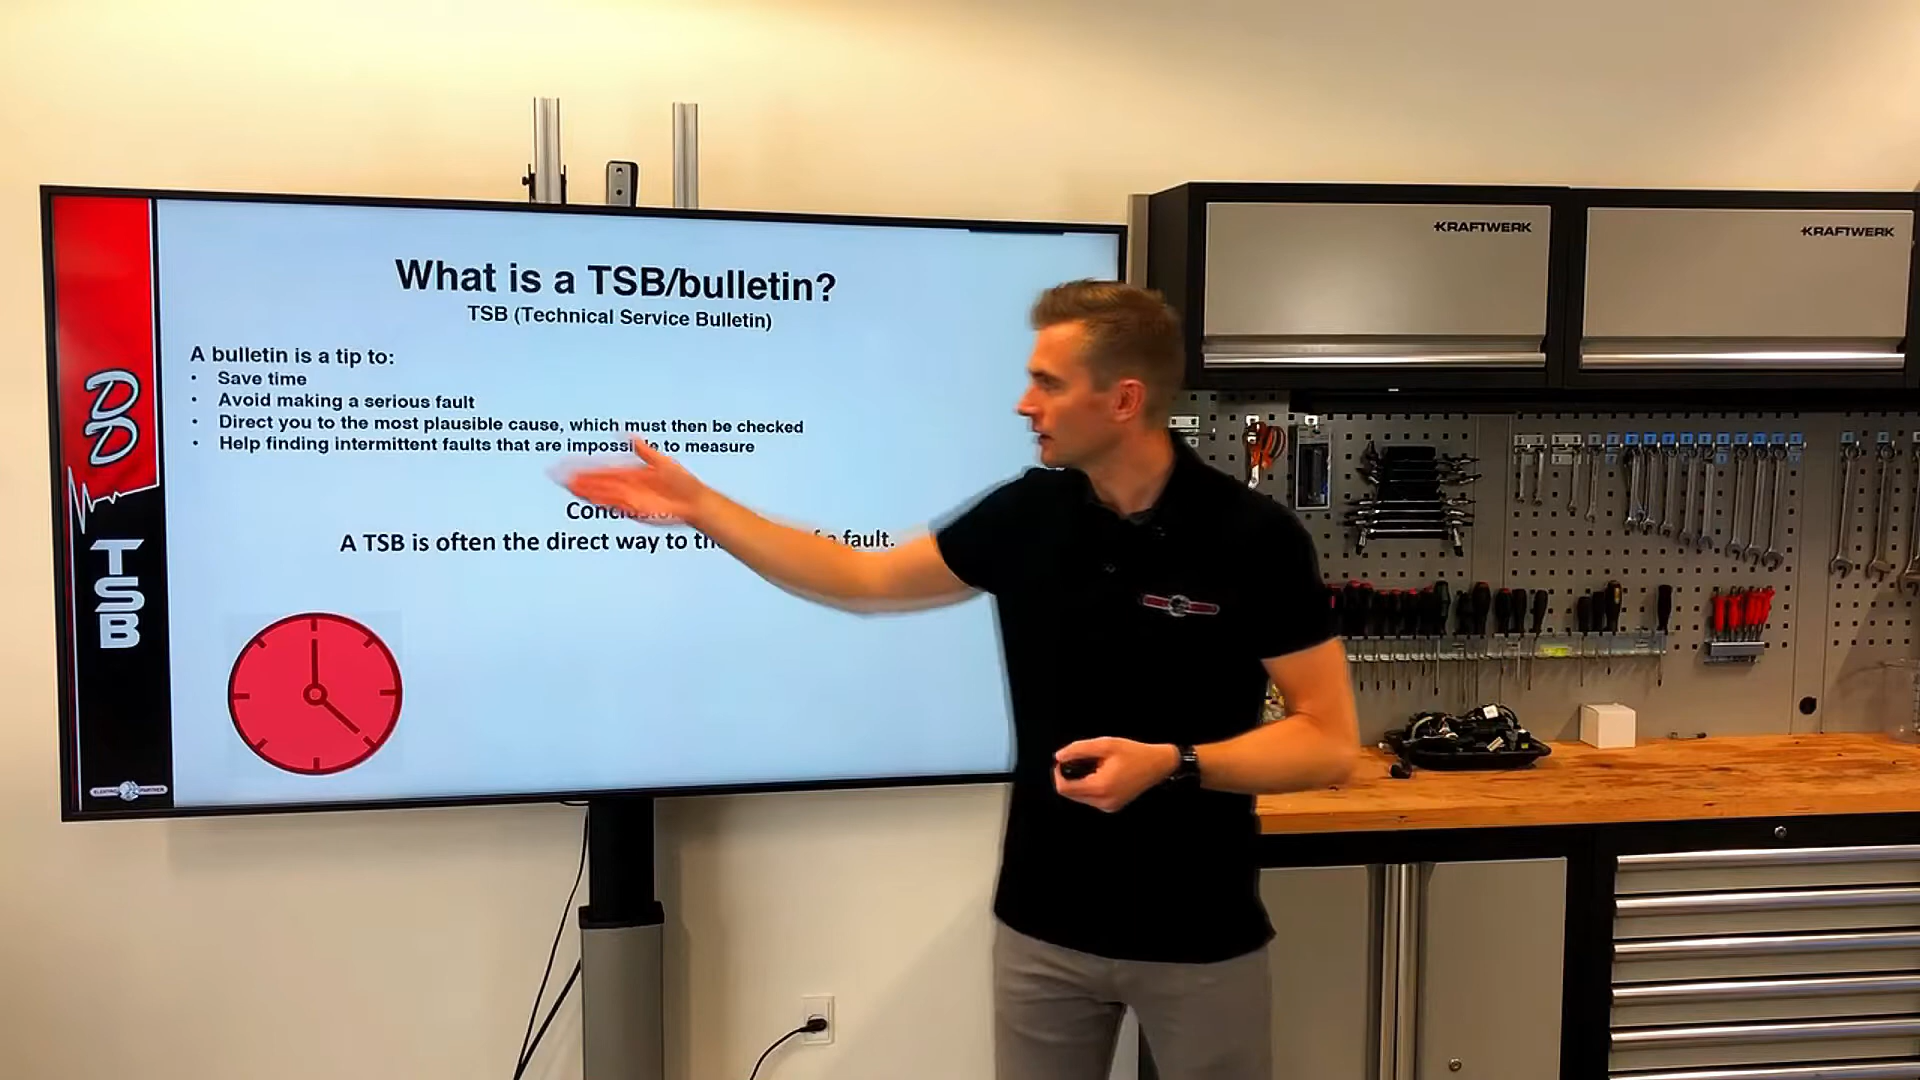 What is a TSB/bulletin?
TSB (Technical Service Bulletin)
A bulletin is a tip to:
• Save time
• Avoid making a serious fault
• Direct you to the most plausible cause, which must then be checked
• Help finding intermittent faults that are to measure
A TSB is often the direct way to fault.
DD
TSB
KRAFTWERK
KRAFTWERK